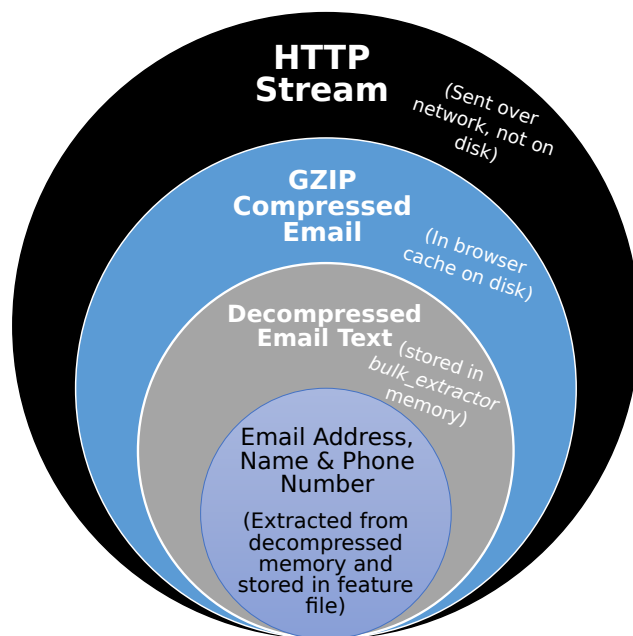 HTTP
Stream
(Sent over
network, not on
disk)
GZIP
Compressed
Email
(In browser
cache on disk)
Decompressed
Email Text
(stored in
bulk_extractor
memory)
Email Address,
Name & Phone
Number
(Extracted from
decompressed
memory and
stored in feature
file)